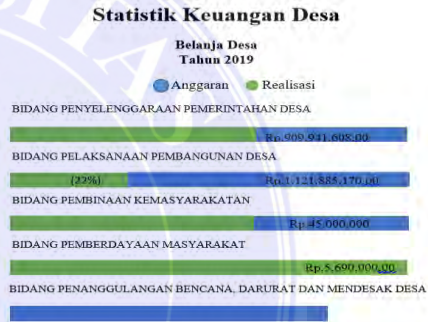 Statistik Keuangan Desa
Belanja Desa
Tahun 2019
Anggaran Realisasi
BIDANG PENYELENGGARAAN PEMERINTAHAN DESA
Rp.909.941.608,00
BIDANG PELAKSANAAN PEMBANGUNAN DESA
(22%) Rp.1.121.885.170,00
BIDANG PEMBINAAN KEMASYARAKATAN
Rp.45.000.000
BIDANG PEMBERDAYAAN MASYARAKAT
Rp.5.690.000,00
BIDANG PENANGGULANGAN BENCANA, DARURAT DAN MENDESAK DESA